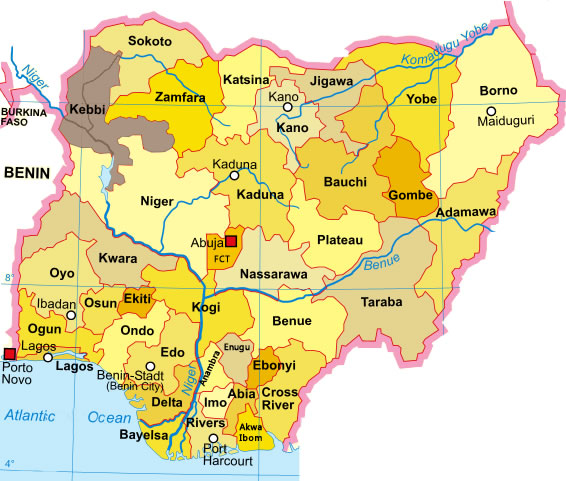 Sokoto
Niger
Komadugu Yobe
Katsina
Jigawa
Zamfara
Kano
Yobe
Borno
Kebbi
BURKINA
FASO
Kano
Maiduguri
BENIN
Kaduna
Bauchi
Niger
Kaduna
Gombe
Adamawa
Abuja
FCT
Plateau
Kwara
Benue
Oyo
Nassarawa
8°
Taraba
Ibadan
Osun
Ekiti
Kogi
Ogun
Ondo
Benue
Lagos
Lagos
Porto
Novo
Edo
Enugu
Anambra
Ebonyi
Benin-Stadt
(Benin City)
Niger
Delta
Imo
Abia
Cross
River
Atlantic Ocean
Bayelsa
Rivers
Akwa
Ibom
Port
Harcourt
4°